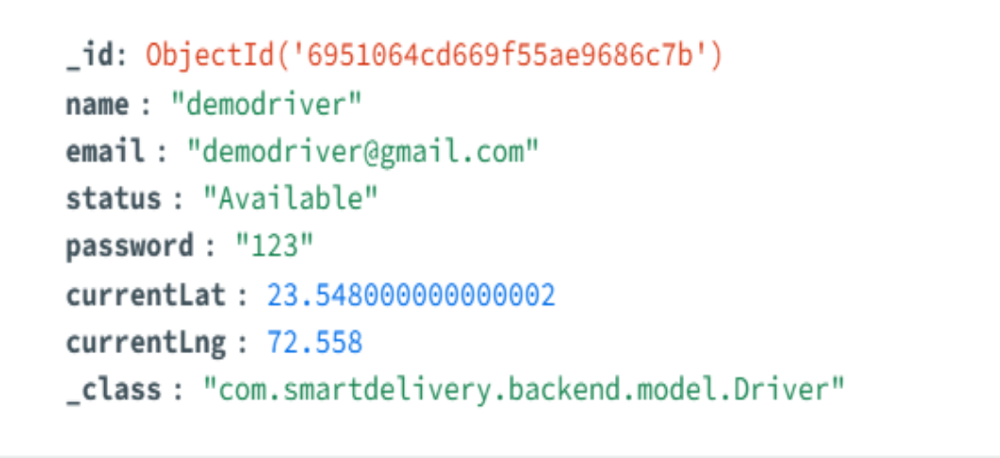 _id: ObjectId('6951064cd669f55ae9686c7b')
name : "demodriver"
email : "demodriver@gmail.com"
status : "Available"
password : "123"
currentLat : 23.548000000000002
currentLng : 72.558
_class : "com.smartdelivery.backend.model.Driver"